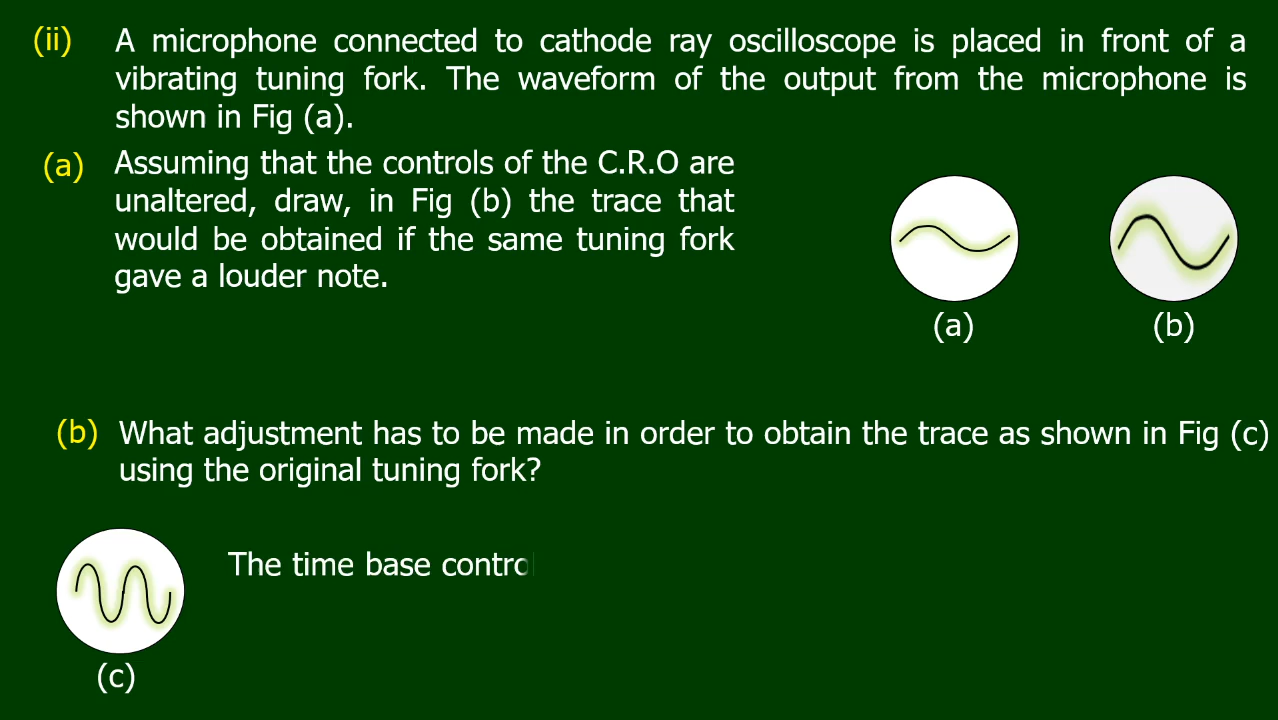 (ii) A microphone connected to cathode ray oscilloscope is placed in front of a
vibrating tuning fork. The waveform of the output from the microphone is
shown in Fig (a).
(a) Assuming that the controls of the C.R.O are
unaltered, draw, in Fig (b) the trace that
would be obtained if the same tuning fork
gave a louder note.
(a) (b)
(b) What adjustment has to be made in order to obtain the trace as shown in Fig (c)
using the original tuning fork?
The time base control
(c)